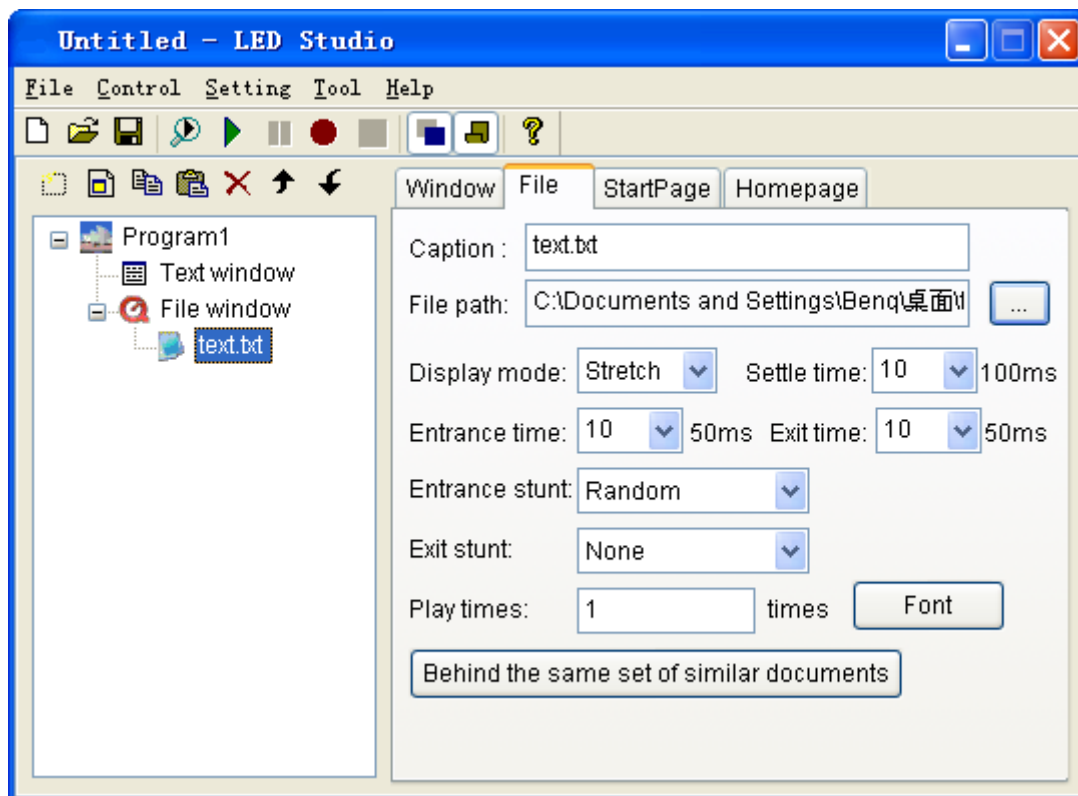 Untitled - LED Studio
File Control Setting Tool Help
Window File StartPage Homepage
Program1
Text window
File window
text.txt
Caption : text.txt
File path: C:\Documents and Settings\Benq\桌面\
...
Display mode: Stretch Settle time: 10 100ms
Entrance time: 10 50ms Exit time: 10 50ms
Entrance stunt: Random
Exit stunt: None
Play times: 1 times Font
Behind the same set of similar documents